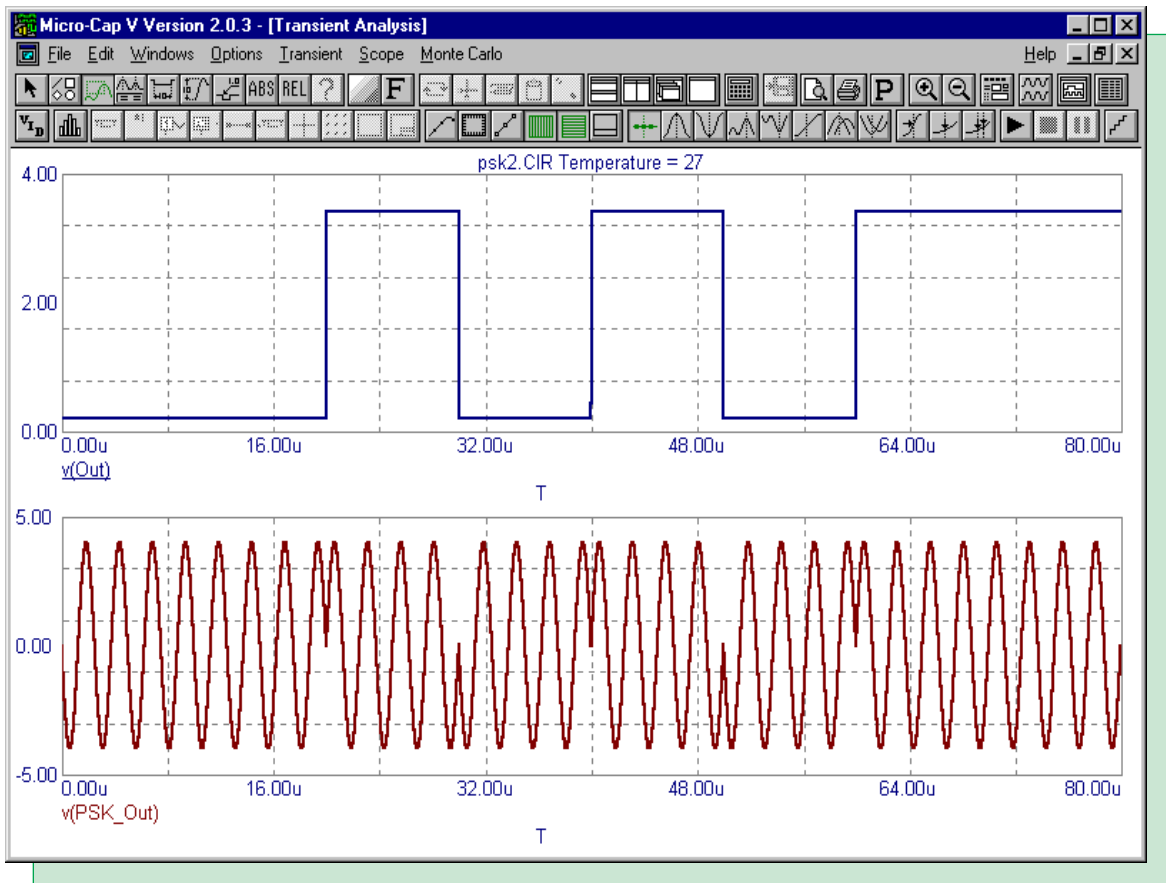 Micro-Cap V Version 2.0.3 - [Transient Analysis]
File Edit Windows Options Transient Scope Monte Carlo Help
ABS REL ? F P
psk2.CIR Temperature = 27
4.00
2.00
0.00
0.00u 16.00u 32.00u 48.00u 64.00u 80.00u
v(Out)
T
5.00
0.00
-5.00
0.00u 16.00u 32.00u 48.00u 64.00u 80.00u
v(PSK_Out)
T